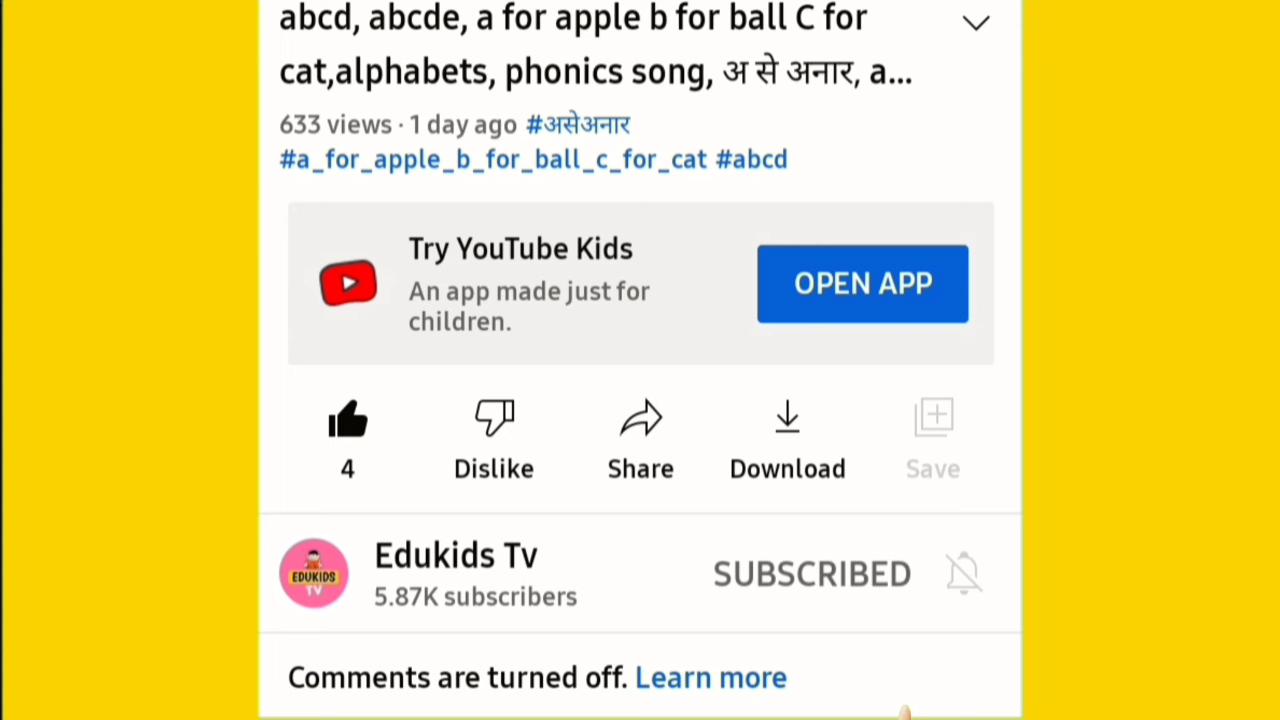 abcd, abcde, a for apple b for ball C for
cat,alphabets, phonics song, अ से अनार, a...
633 views · 1 day ago #असेअनार
#a_for_apple_b_for_ball_c_for_cat #abcd
Try YouTube Kids
An app made just for
children.
OPEN APP
4 Dislike Share Download Save
EDUKIDS
TV
Edukids Tv
5.87K subscribers
SUBSCRIBED
Comments are turned off. Learn more